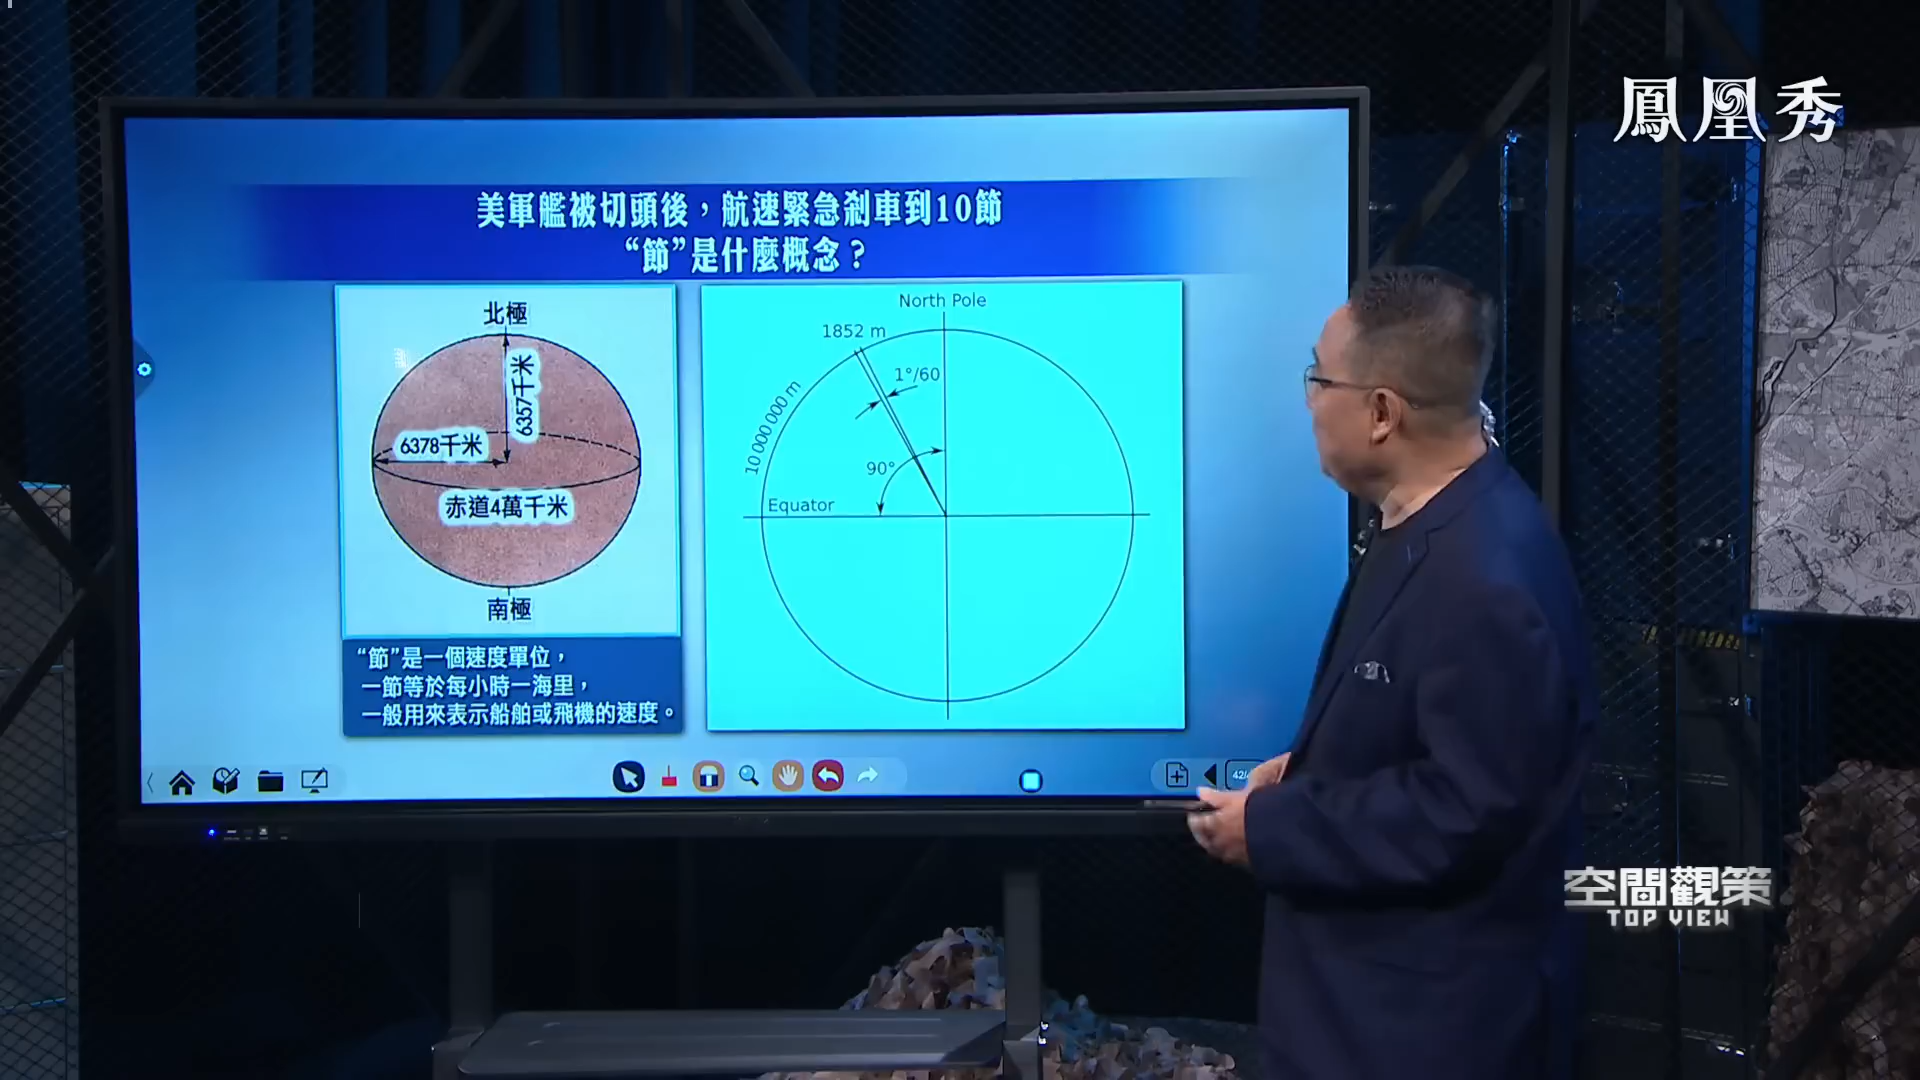 鳳凰秀
美軍艦被切頭後，航速緊急剎車到10節
“節”是什麼概念？
北極
6357千米
6378千米
赤道4萬千米
南極
“節”是一個速度單位，
一節等於每小時一海里，
一般用來表示船舶或飛機的速度。
North Pole
1852 m
1°/60
10 000 000 m
90°
Equator
42/
空間觀策
TOP VIEW